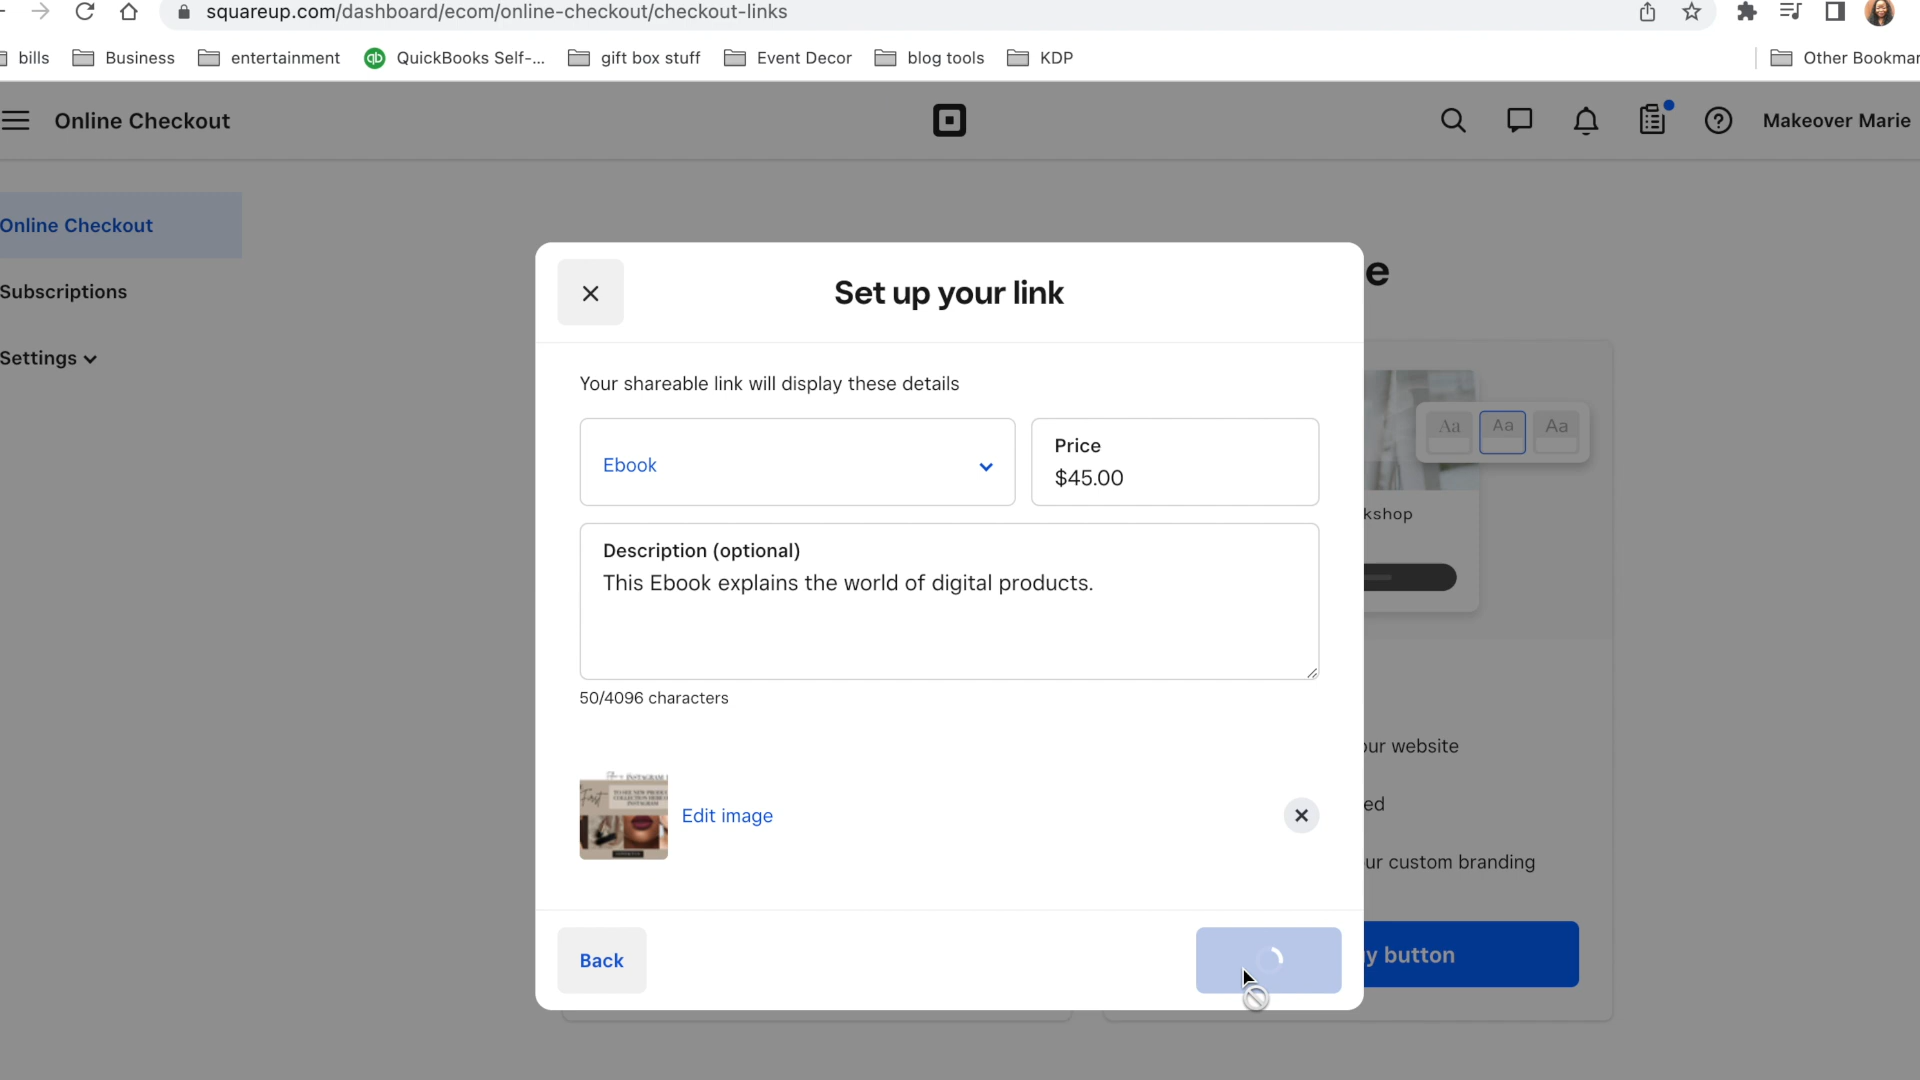 squareup.com/dashboard/ecom/online-checkout/checkout-links
bills
Business
entertainment
QuickBooks Self-...
gift box stuff
Event Decor
blog tools
KDP
Other Bookmar
Online Checkout
Makeover Marie
Online Checkout
Subscriptions
Settings
e
Set up your link
Your shareable link will display these details
Ebook
Price
$45.00
Description (optional)
This Ebook explains the world of digital products.
50/4096 characters
Edit image
Back
Aa
Aa
Aa
kshop
our website
ed
ur custom branding
y button